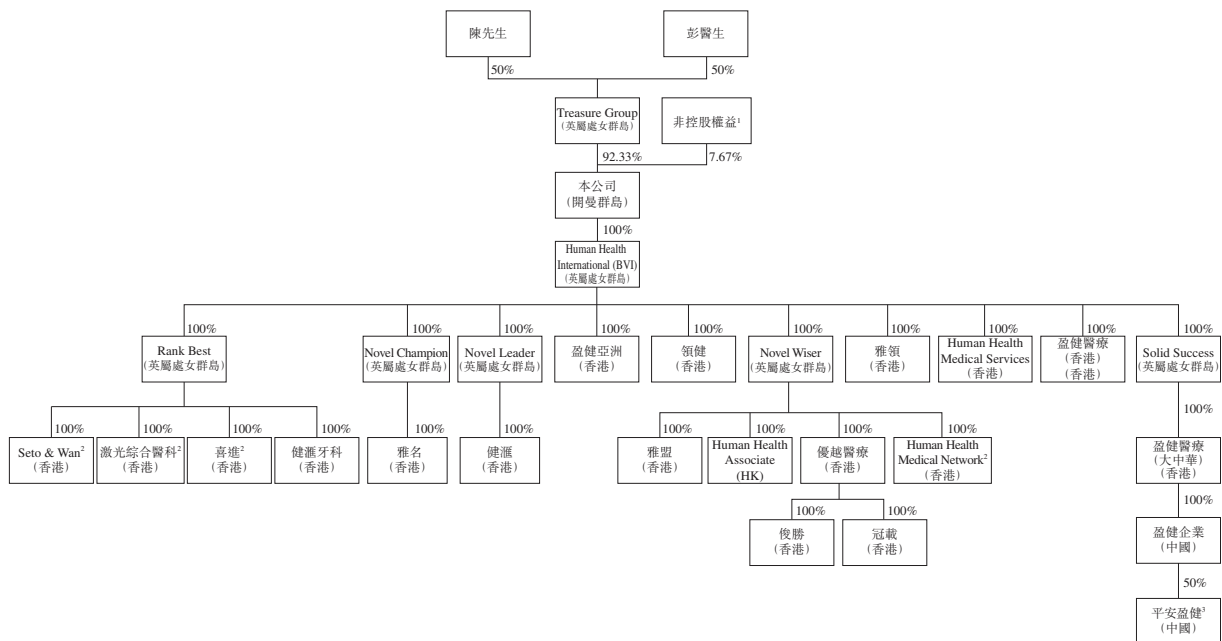 陳先生
彭醫生
50%
50%
Treasure Group
(英屬處女群島)
非控股權益¹
92.33%
7.67%
本公司
(開曼群島)
100%
Human Health
International (BVI)
(英屬處女群島)
100%
100%
100%
100%
100%
100%
100%
100%
100%
100%
Rank Best
(英屬處女群島)
Novel Champion
(英屬處女群島)
Novel Leader
(英屬處女群島)
盈健亞洲
(香港)
領健
(香港)
Novel Wiser
(英屬處女群島)
雅領
(香港)
Human Health
Medical Services
(香港)
盈健醫療
(香港)
(香港)
Solid Success
(英屬處女群島)
100%
100%
100%
100%
100%
100%
100%
100%
100%
100%
100%
Seto & Wan²
(香港)
激光綜合醫科²
(香港)
喜進²
(香港)
健滙牙科
(香港)
雅名
(香港)
健滙
(香港)
雅盟
(香港)
Human Health
Associate
(HK)
優越醫療
(香港)
Human Health
Medical Network²
(香港)
盈健醫療
(大中華)
(香港)
100%
100%
100%
俊勝
(香港)
冠載
(香港)
盈健企業
(中國)
50%
平安盈健³
(中國)